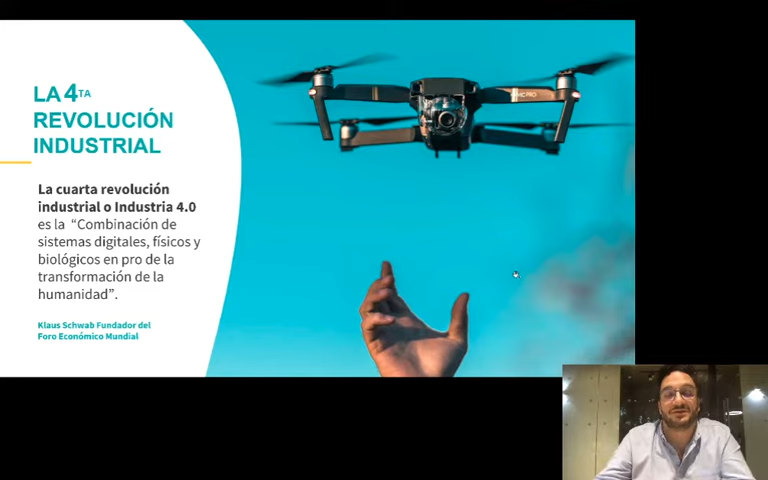 LA 4TA
REVOLUCIÓN
INDUSTRIAL
La cuarta revolución
industrial o Industria 4.0
es la “Combinación de
sistemas digitales, físicos y
biológicos en pro de la
transformación de la
humanidad”.
Klaus Schwab Fundador del
Foro Económico Mundial